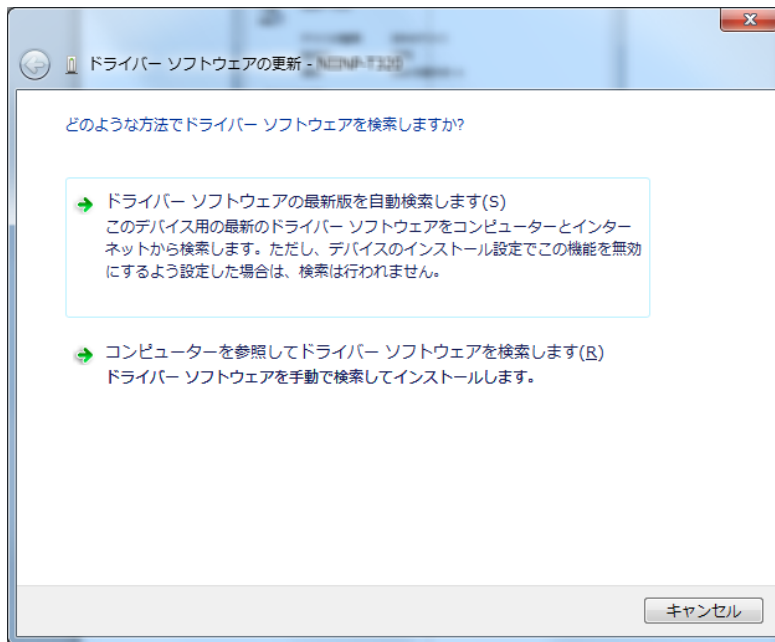 ドライバー ソフトウェアの更新 -
どのような方法でドライバー ソフトウェアを検索しますか?
ドライバー ソフトウェアの最新版を自動検索します(S)
このデバイス用の最新のドライバー ソフトウェアをコンピューターとインター
ネットから検索します。ただし、デバイスのインストール設定でこの機能を無効
にするよう設定した場合は、検索は行われません。
コンピューターを参照してドライバー ソフトウェアを検索します(R)
ドライバー ソフトウェアを手動で検索してインストールします。
キャンセル